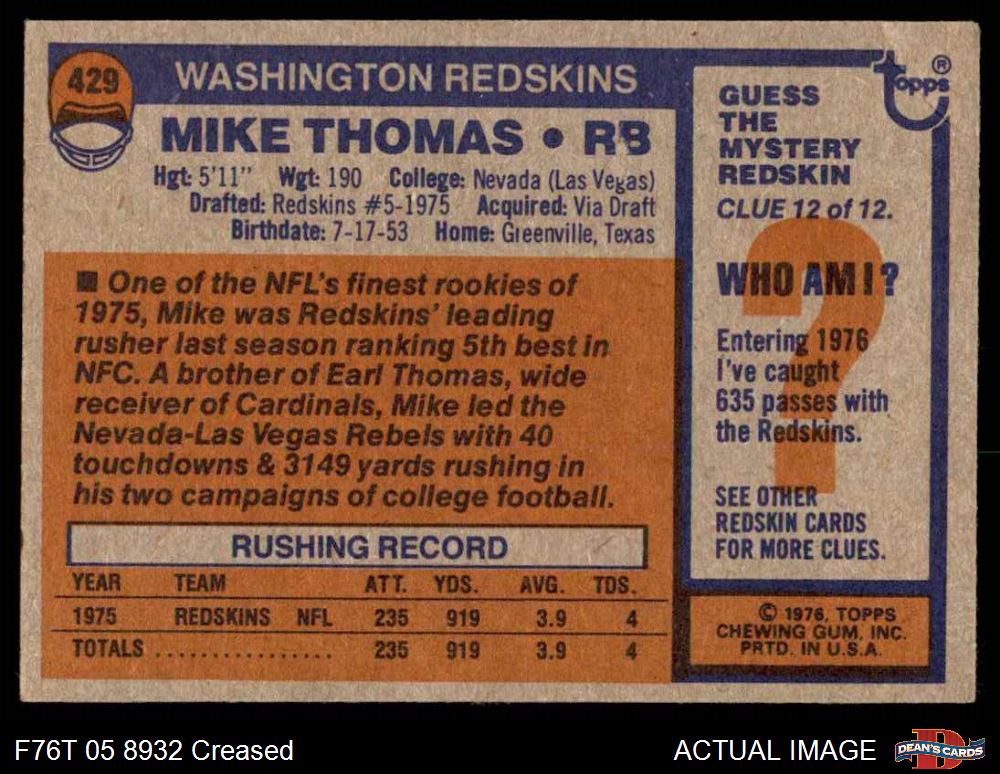 429
WASHINGTON REDSKINS
MIKE THOMAS • RB
Hgt: 5'11" Wgt: 190 College: Nevada (Las Vegas)
Drafted: Redskins #5-1975 Acquired: Via Draft
Birthdate: 7-17-53 Home: Greenville, Texas
■ One of the NFL's finest rookies of
1975, Mike was Redskins' leading
rusher last season ranking 5th best in
NFC. A brother of Earl Thomas, wide
receiver of Cardinals, Mike led the
Nevada-Las Vegas Rebels with 40
touchdowns & 3149 yards rushing in
his two campaigns of college football.
RUSHING RECORD
YEAR TEAM ATT. YDS. AVG. TDS.
1975 REDSKINS NFL 235 919 3.9 4
TOTALS ................ 235 919 3.9 4
topps®
GUESS
THE
MYSTERY
REDSKIN
CLUE 12 of 12.
?
WHO AM I?
Entering 1976
I've caught
635 passes with
the Redskins.
SEE OTHER
REDSKIN CARDS
FOR MORE CLUES.
© 1976, TOPPS
CHEWING GUM, INC.
PRTD. IN U.S.A.
F76T 05 8932 Creased
ACTUAL IMAGE
D
DEAN'S CARDS